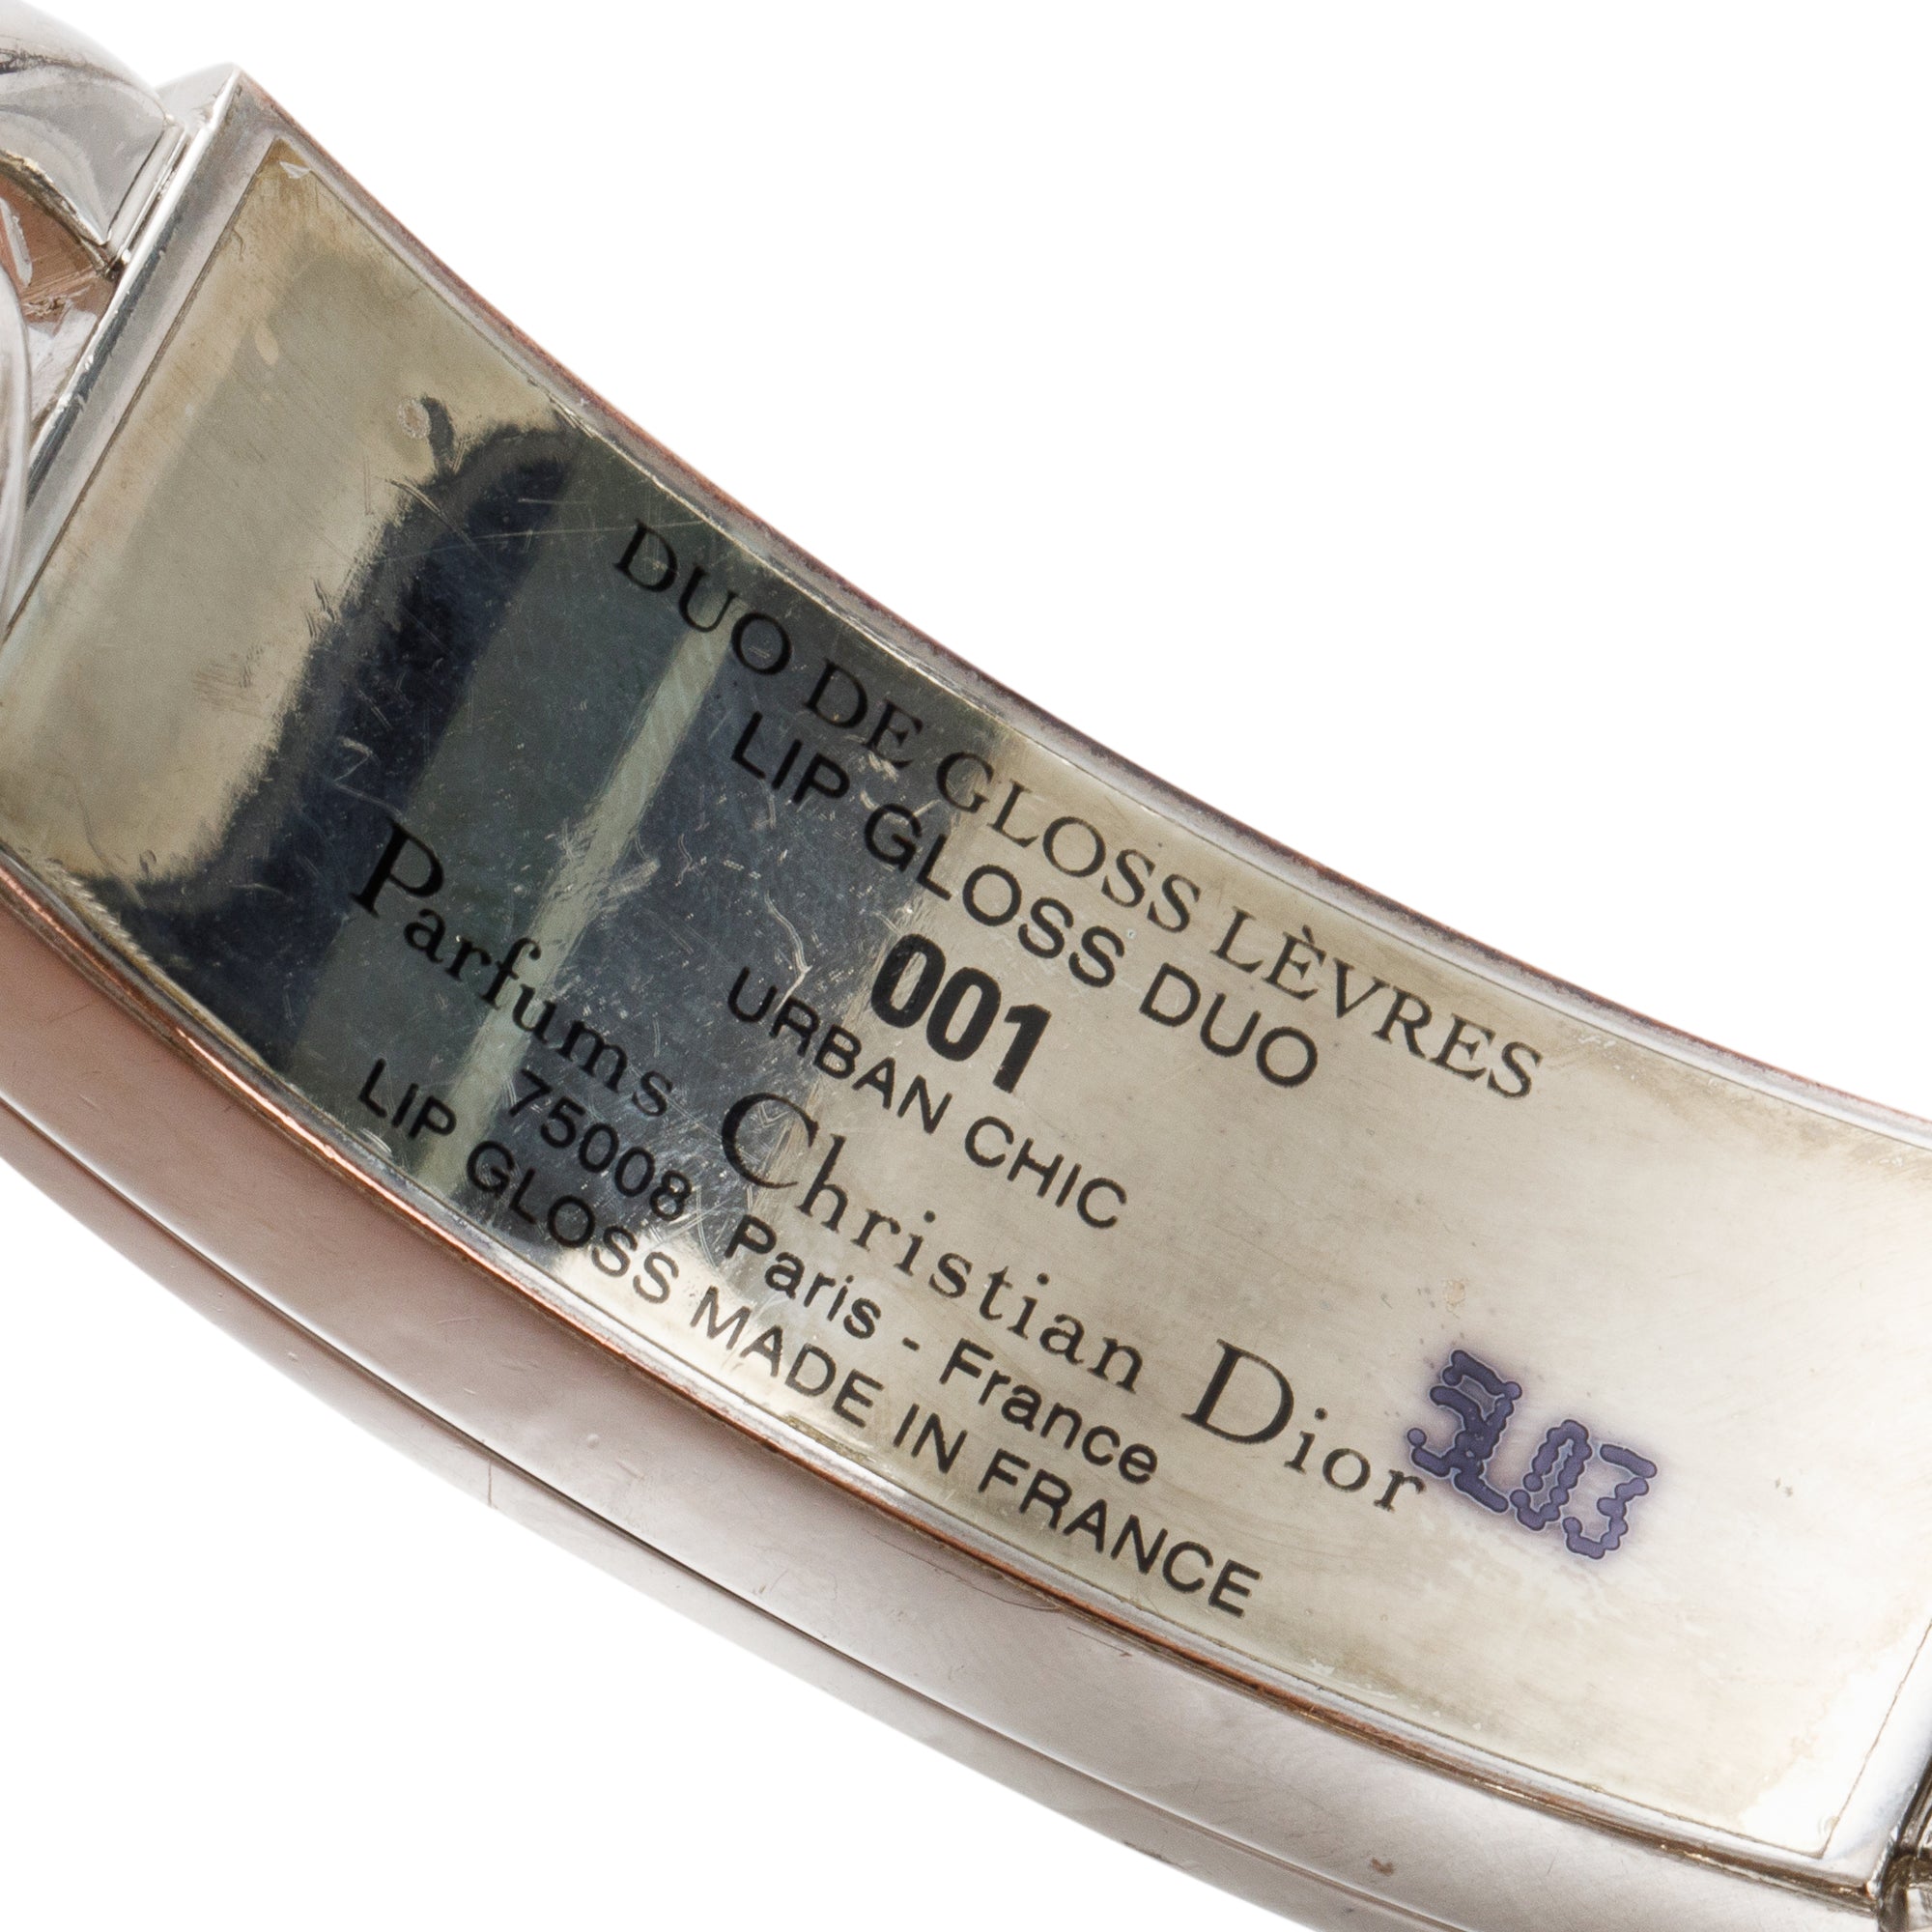 DUO DE GLOSS LÈVRES
LIP GLOSS DUO
001
URBAN CHIC
Parfums Christian Dior
75008 Paris - France
LIP GLOSS MADE IN FRANCE